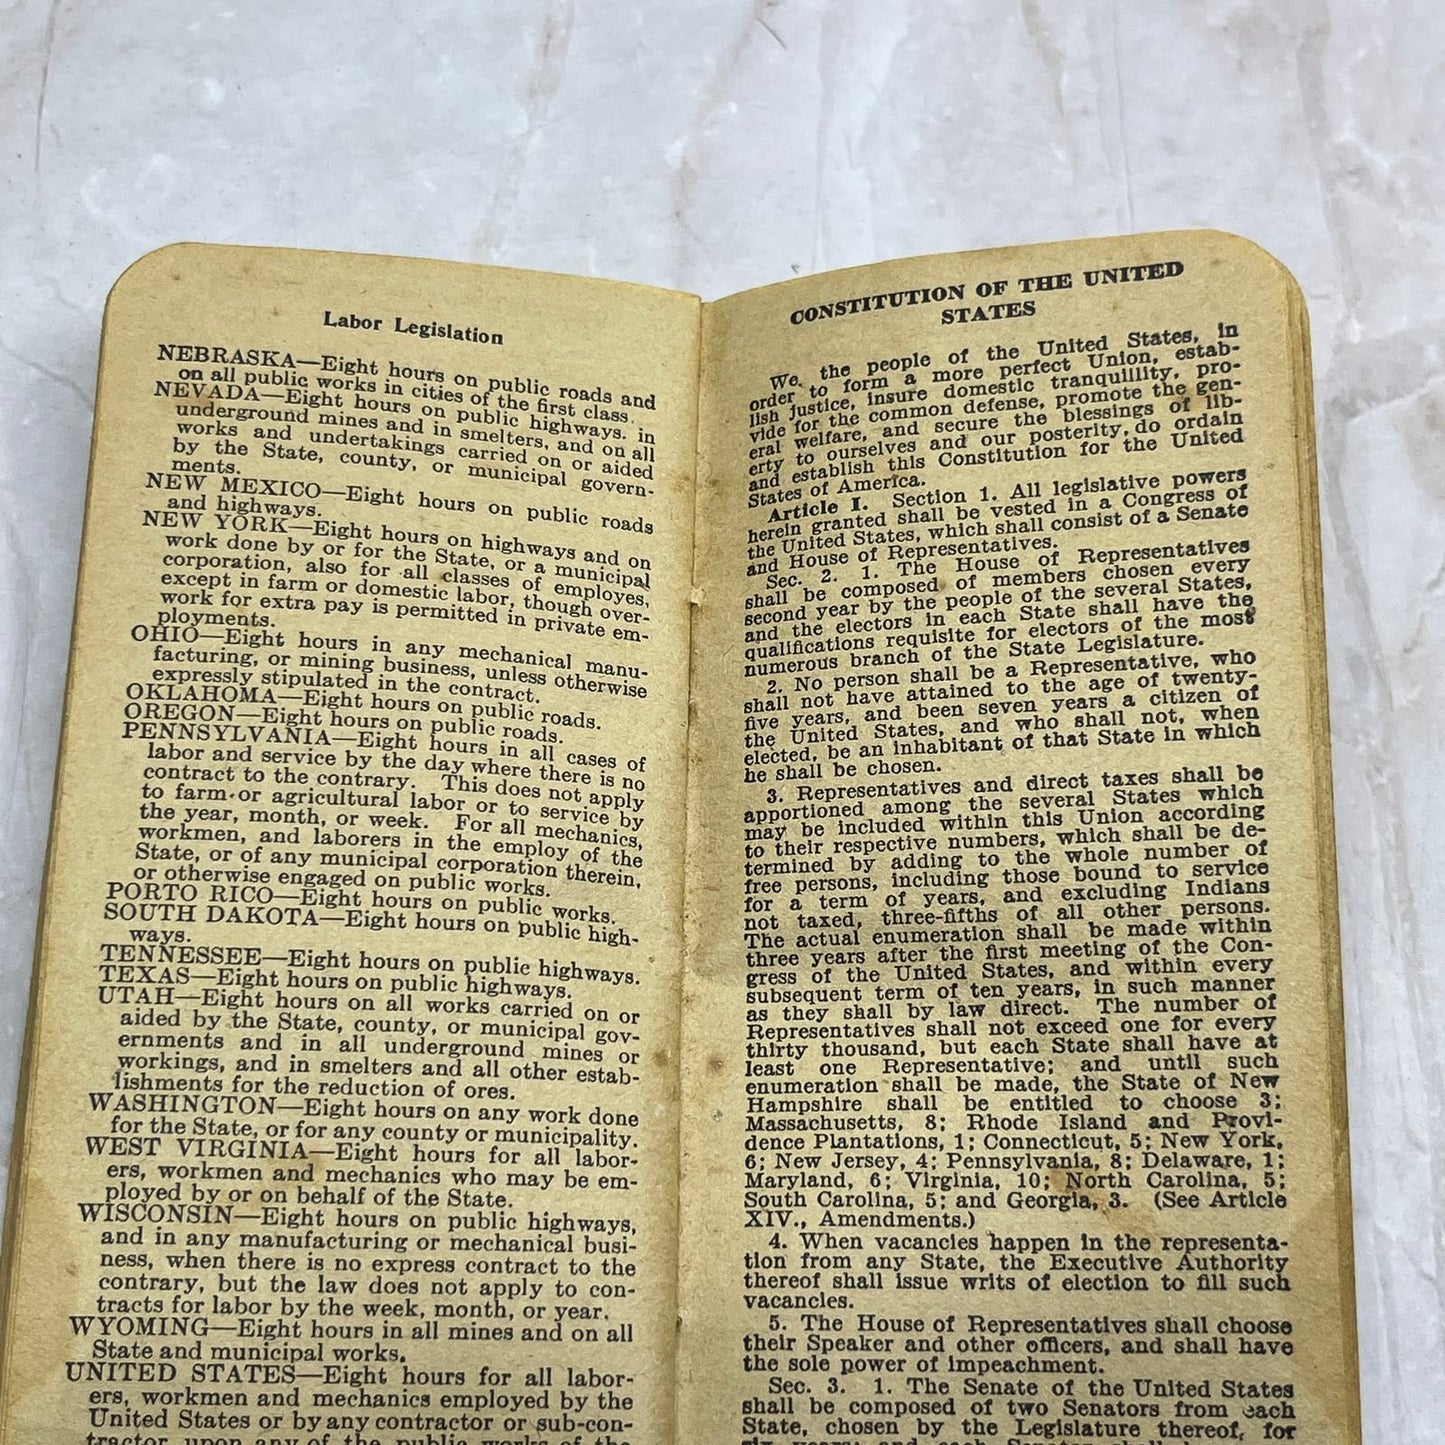 Labor Legislation
NEBRASKA—Eight hours on public roads and
on all public works in cities of the first class.
NEVADA—Eight hours on public highways. in
underground mines and in smelters, and on all
works and undertakings carried on or aided
by the State, county, or municipal govern-
ments.
NEW MEXICO—Eight hours on public roads
and highways.
NEW YORK—Eight hours on highways and on
work done by or for the State, or a municipal
corporation, also for all classes of employes,
except in farm or domestic labor, though over-
work for extra pay is permitted in private em-
ployments.
OHIO—Eight hours in any mechanical manu-
facturing, or mining business, unless otherwise
expressly stipulated in the contract.
OKLAHOMA—Eight hours on public roads.
OREGON—Eight hours on public roads.
PENNSYLVANIA—Eight hours in all cases of
labor and service by the day where there is no
contract to the contrary. This does not apply
to farm or agricultural labor or to service by
the year, month, or week. For all mechanics,
workmen, and laborers in the employ of the
State, or of any municipal corporation therein,
or otherwise engaged on public works.
PORTO RICO—Eight hours on public works.
SOUTH DAKOTA—Eight hours on public high-
ways.
TENNESSEE—Eight hours on public highways.
TEXAS—Eight hours on public highways.
UTAH—Eight hours on all works carried on or
aided by the State, county, or municipal gov-
ernments and in all underground mines or
workings, and in smelters and all other estab-
lishments for the reduction of ores.
WASHINGTON—Eight hours on any work done
for the State, or for any county or municipality.
WEST VIRGINIA—Eight hours for all labor-
ers, workmen and mechanics who may be em-
ployed by or on behalf of the State.
WISCONSIN—Eight hours on public highways,
and in any manufacturing or mechanical busi-
ness, when there is no express contract to the
contrary, but the law does not apply to con-
tracts for labor by the week, month, or year.
WYOMING—Eight hours in all mines and on all
State and municipal works.
UNITED STATES—Eight hours for all labor-
ers, workmen and mechanics employed by the
United States or by any contractor or sub-con-
tractor upon any of the public works of the
CONSTITUTION OF THE UNITED
STATES
We, the people of the United States, in
order to form a more perfect Union, estab-
lish justice, insure domestic tranquillity, pro-
vide for the common defense, promote the gen-
eral welfare, and secure the blessings of lib-
erty to ourselves and our posterity, do ordain
and establish this Constitution for the United
States of America.
Article I. Section 1. All legislative powers
herein granted shall be vested in a Congress of
the United States, which shall consist of a Senate
and House of Representatives.
Sec. 2. 1. The House of Representatives
shall be composed of members chosen every
second year by the people of the several States,
and the electors in each State shall have the
qualifications requisite for electors of the most
numerous branch of the State Legislature.
2. No person shall be a Representative, who
shall not have attained to the age of twenty-
five years, and been seven years a citizen of
the United States, and who shall not, when
elected, be an inhabitant of that State in which
he shall be chosen.
3. Representatives and direct taxes shall be
apportioned among the several States which
may be included within this Union according
to their respective numbers, which shall be de-
termined by adding to the whole number of
free persons, including those bound to service
for a term of years, and excluding Indians
not taxed, three-fifths of all other persons.
The actual enumeration shall be made within
three years after the first meeting of the Con-
gress of the United States, and within every
subsequent term of ten years, in such manner
as they shall by law direct. The number of
Representatives shall not exceed one for every
thirty thousand, but each State shall have at
least one Representative; and until such
enumeration shall be made, the State of New
Hampshire shall be entitled to choose 3;
Massachusetts, 8; Rhode Island and Provi-
dence Plantations, 1; Connecticut, 5; New York,
6; New Jersey, 4; Pennsylvania, 8; Delaware, 1;
Maryland, 6; Virginia, 10; North Carolina, 5;
South Carolina, 5; and Georgia, 3. (See Article
XIV., Amendments.)
4. When vacancies happen in the representa-
tion from any State, the Executive Authority
thereof shall issue writs of election to fill such
vacancies.
5. The House of Representatives shall choose
their Speaker and other officers, and shall have
the sole power of impeachment.
Sec. 3. 1. The Senate of the United States
shall be composed of two Senators from each
State, chosen by the Legislature thereof, for
six years; and each Senator shall